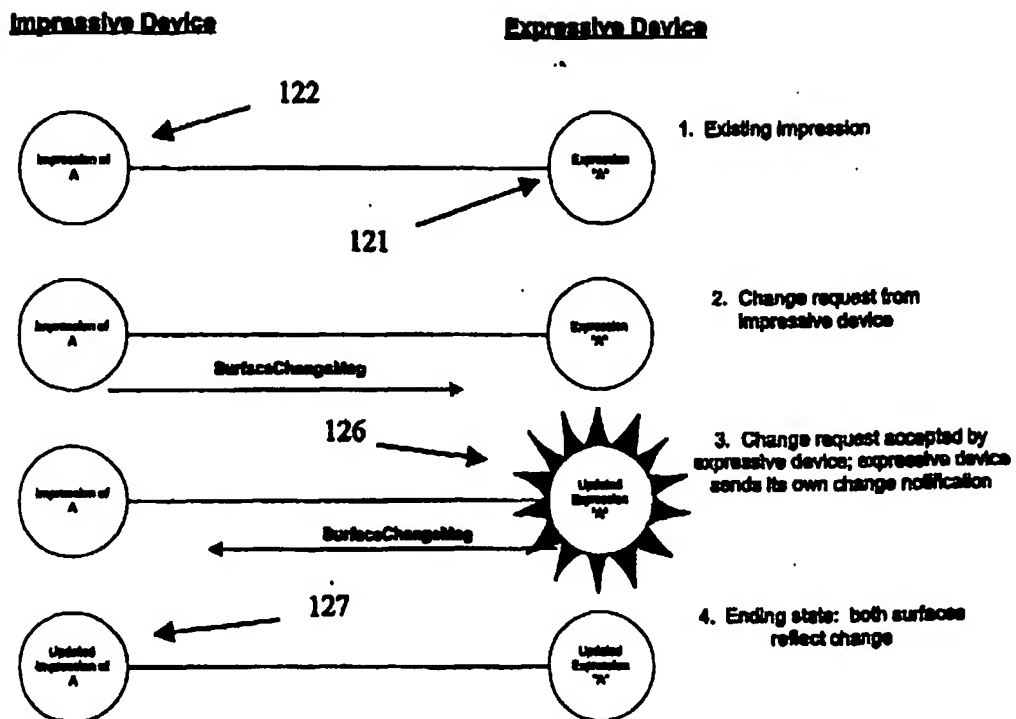 Impressive Device
Expressive Device
122
Impression of
A
Expression
"A"
1. Existing impression
121
Impression of
A
Expression
"A"
2. Change request from
impressive device
SurfaceChangeMsg
126
Impression of
A
Updated
Expression
"A"
3. Change request accepted by
expressive device; expressive device
sends its own change notification
SurfaceChangeMsg
127
Updated
Impression of
A
Updated
Expression
"A"
4. Ending state: both surfaces
reflect change